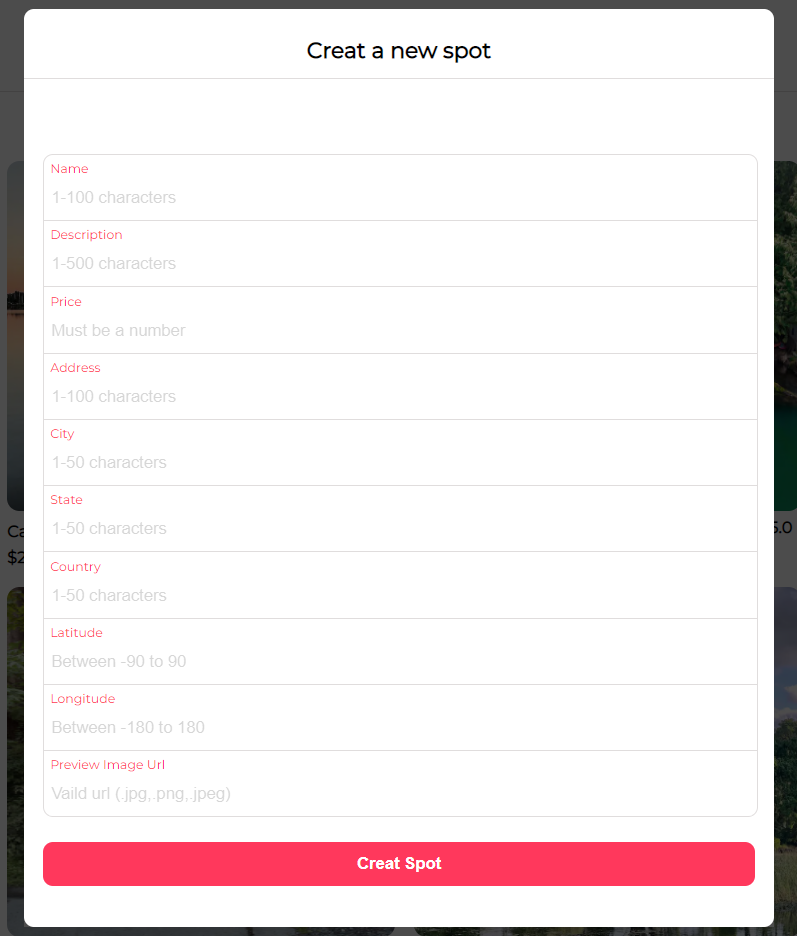 Creat a new spot
Name
1-100 characters
Description
1-500 characters
Price
Must be a number
Address
1-100 characters
City
1-50 characters
State
1-50 characters
Ca
5.0
$2
Country
1-50 characters
Latitude
Between -90 to 90
Longitude
Between -180 to 180
Preview Image Url
Vaild url (.jpg,.png,.jpeg)
Creat Spot